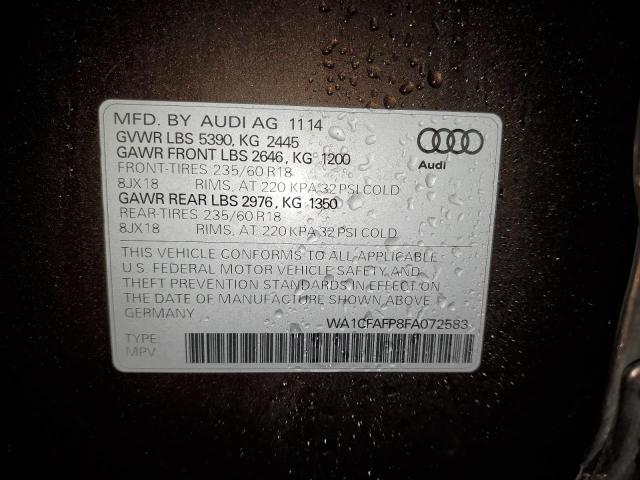 MFD. BY AUDI AG 11 14
GVWR LBS 5390, KG 2445
GAWR FRONT LBS 2646, KG 1200
FRONT-TIRES 235/60 R18
8JX18 RIMS, AT 220 KPA 32 PSI COLD
GAWR REAR LBS 2976, KG 1350
REAR-TIRES 235/60 R18
8JX18 RIMS, AT 220 KPA 32 PSI COLD
Audi
THIS VEHICLE CONFORMS TO ALL APPLICABLE
U.S. FEDERAL MOTOR VEHICLE SAFETY AND
THEFT PREVENTION STANDARDS IN EFFECT ON
THE DATE OF MANUFACTURE SHOWN ABOVE.
GERMANY
WA1CFAFP8FA072583
TYPE:
MPV